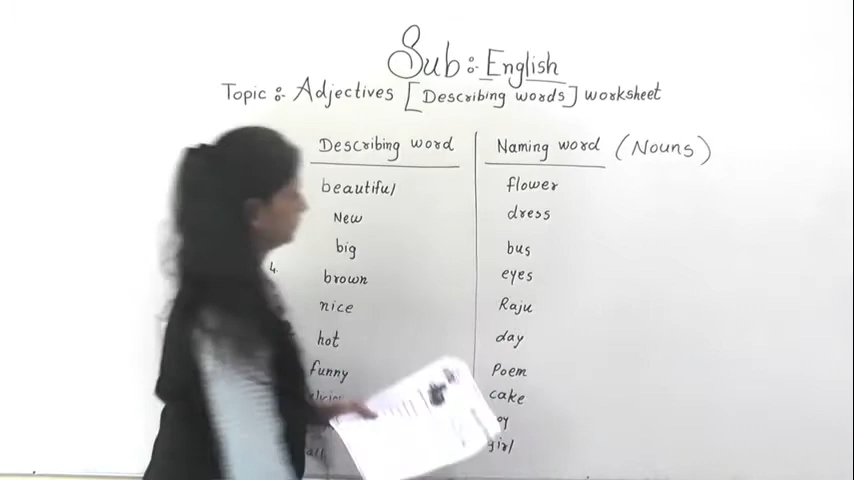 Sub :- English
Topic :- Adjectives [Describing words] worksheet
Describing word Naming word (Nouns)
beautiful flower
New dress
big bus
4. brown eyes
nice Raju
hot day
funny Poem
cake
girl